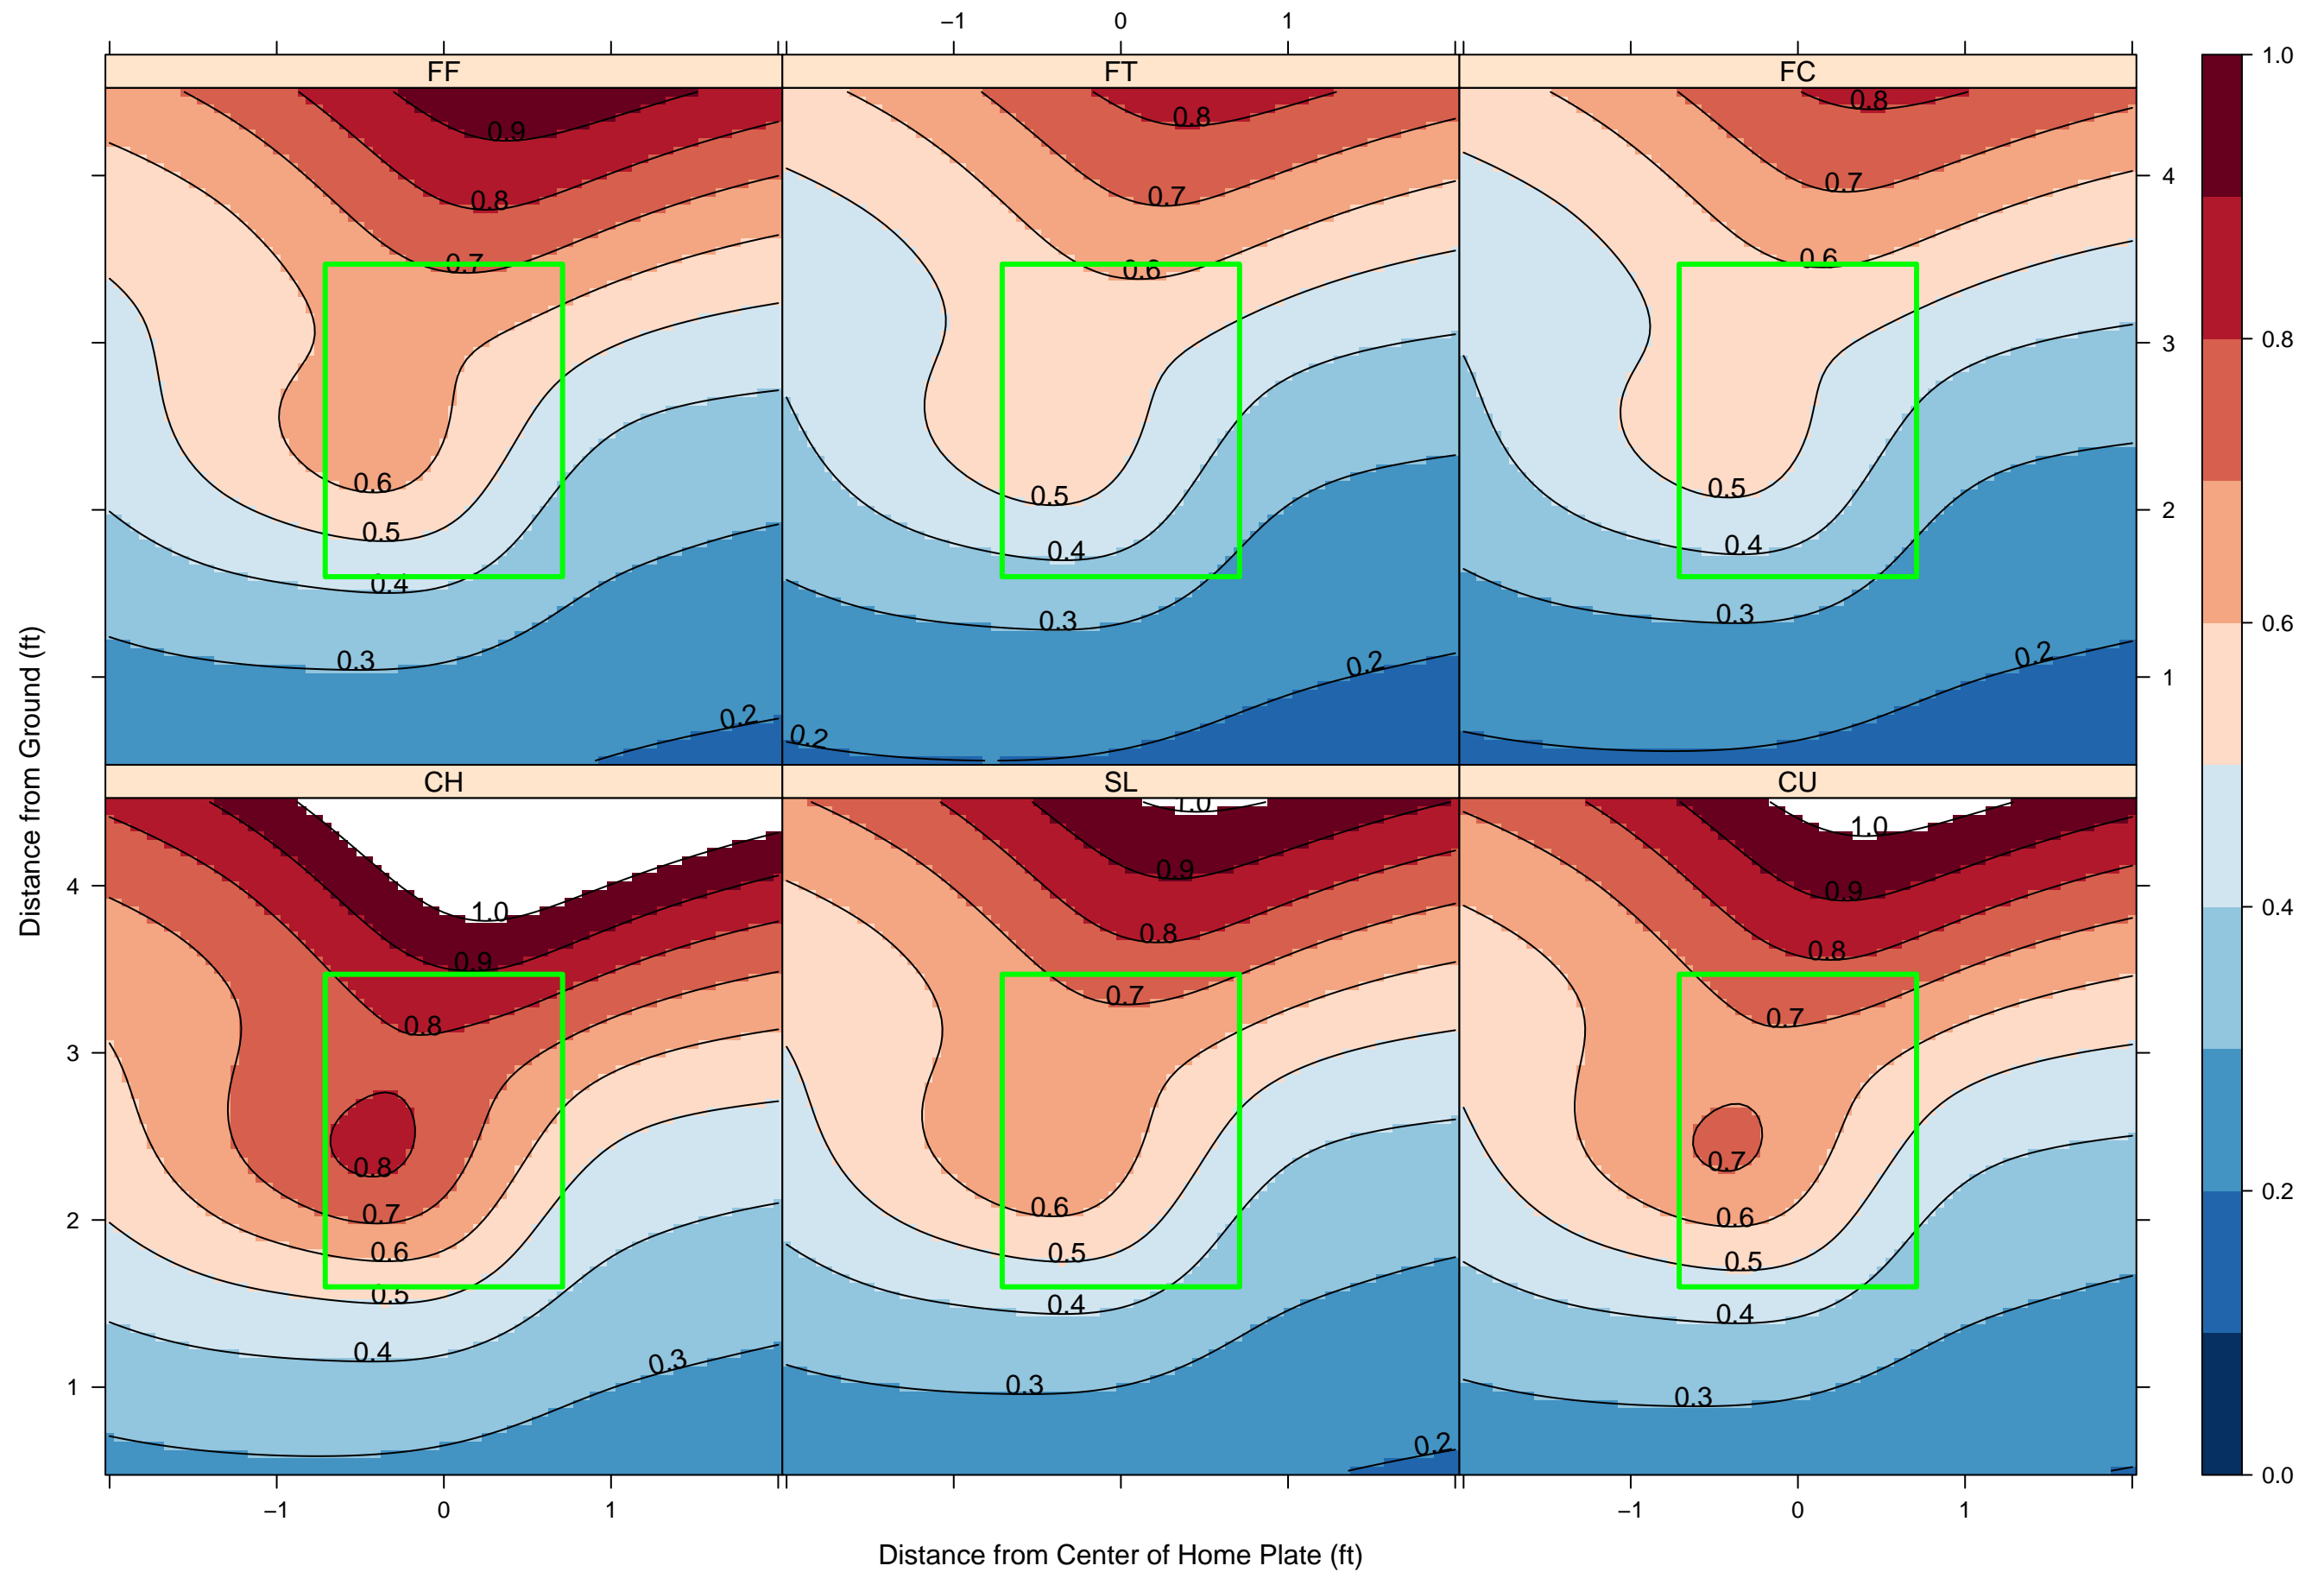 −1 0 1
FF FT FC
1.0
0.9 0.8 0.8
0.8 0.7 0.7
4
0.7 0.6 0.6
3
0.8
0.6 0.5 0.5
2
0.5 0.4 0.4
0.4 0.3 0.3
0.6
0.3 0.2 0.2
1
0.2 0.2
CH SL CU
1.0 1.0
1.0 0.9 0.9
4
0.4
0.9 0.8 0.8
0.8 0.7 0.7
3
0.8 0.7
0.2
0.7 0.6 0.6
2
0.6 0.5 0.5
0.5 0.4 0.4
0.4 0.3 0.3 0.3
1
0.2
0.0
−1 0 1 −1 0 1
Distance from Center of Home Plate (ft)
Distance from Ground (ft)